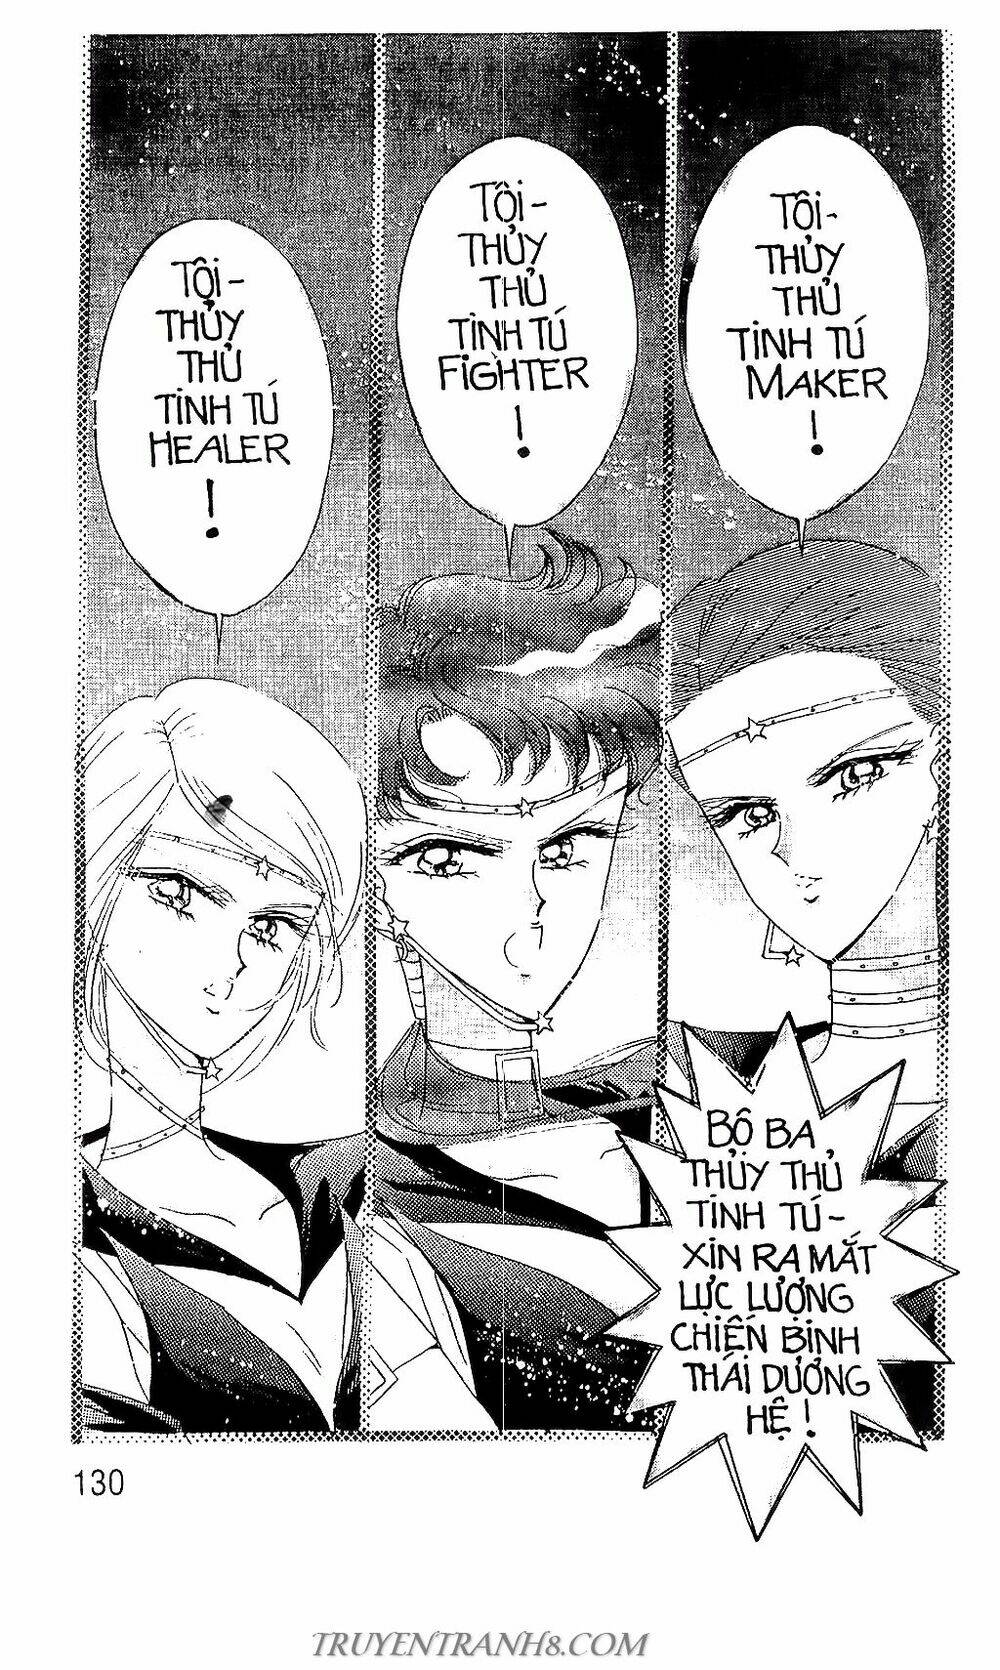 TÔI-
THỦY
THỦ
TINH TÚ
HEALER
!
TÔI-
THỦY
THỦ
TINH TÚ
FIGHTER
!
TÔI-
THỦY
THỦ
TINH TÚ
MAKER
!
BỘ BA
THỦY THỦ
TINH TÚ-
XIN RA MẮT
LỰC LƯỢNG
CHIẾN BINH
THÁI DƯƠNG
HỆ!
130
TRUYENTRANH8.COM